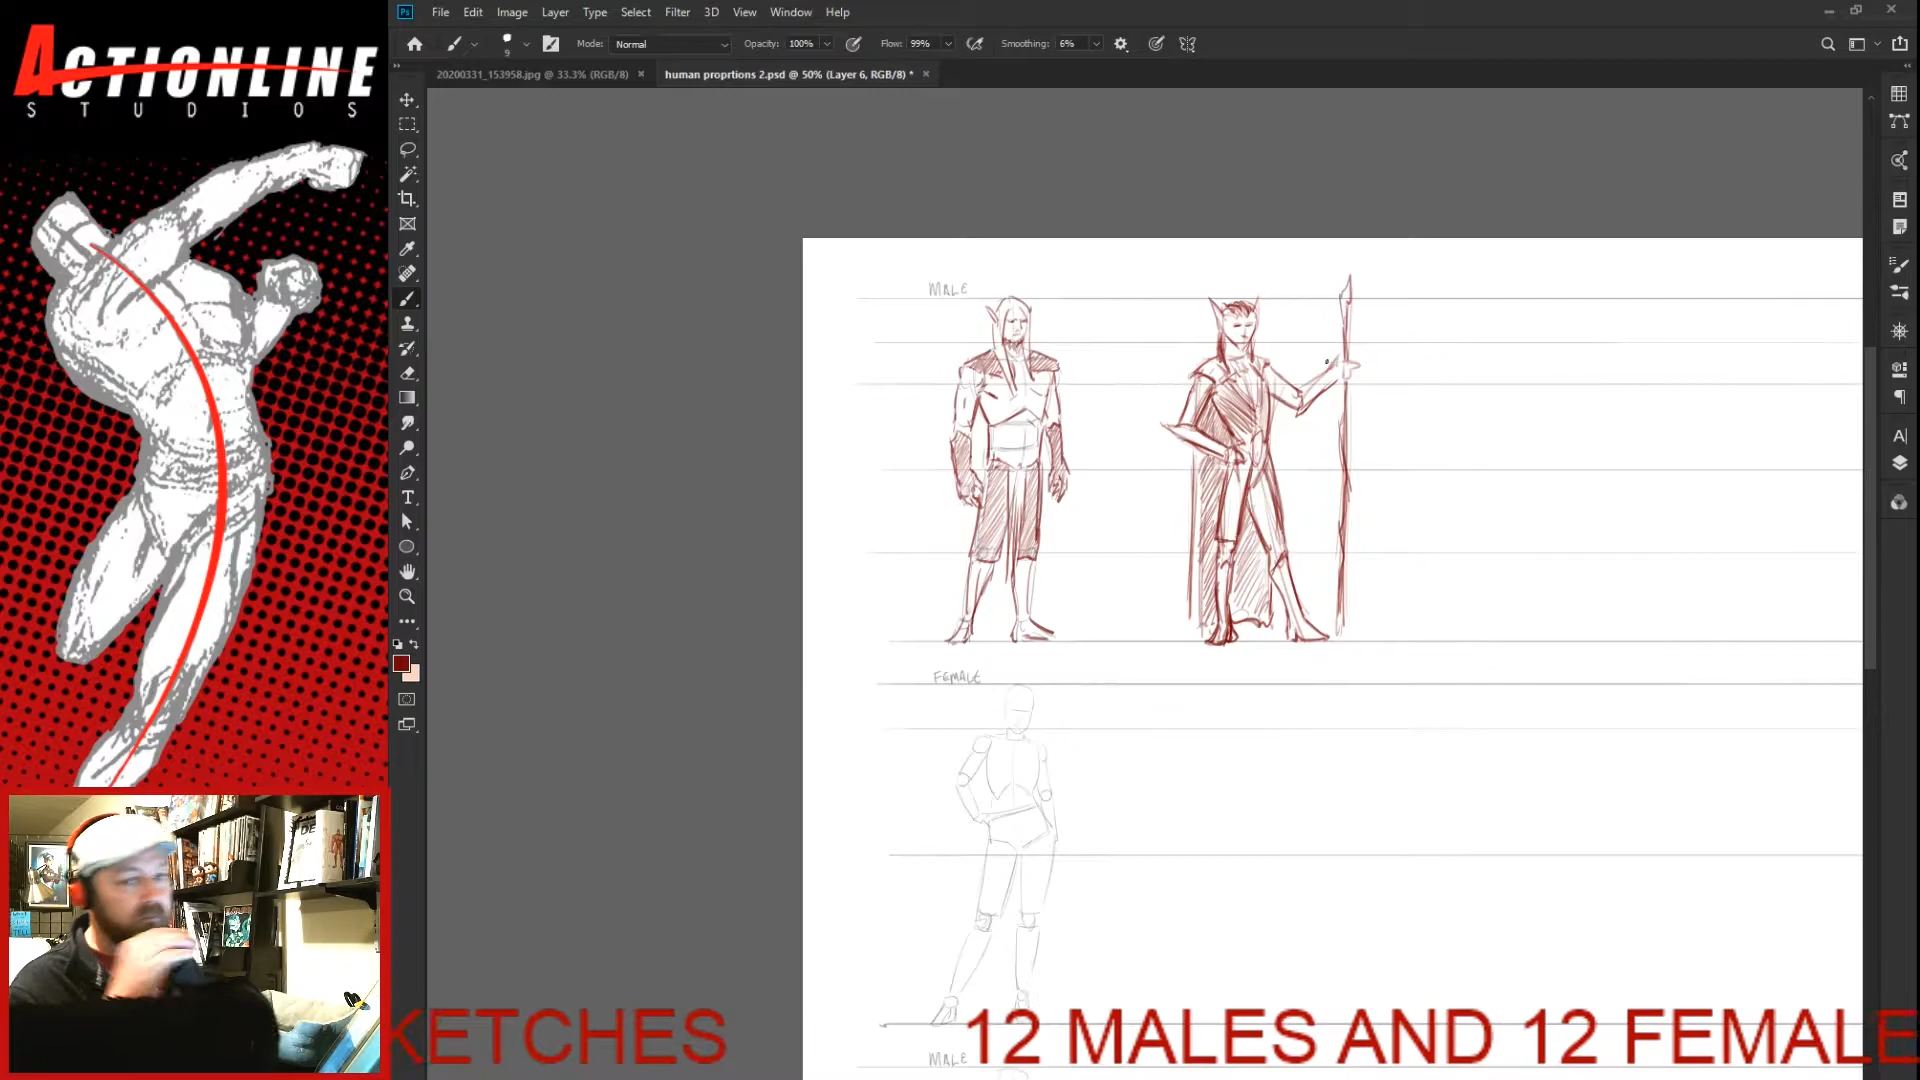 ACTIONLINE
STUDIOS
Ps File Edit Image Layer Type Select Filter 3D View Window Help
9 Mode: Normal Opacity: 100% Flow: 99% Smoothing: 6%
20200331_153958.jpg @ 33.3% (RGB/8) × human proprtions 2.psd @ 50% (Layer 6, RGB/8) * ×
MALE
FEMALE
MALE
KETCHES 12 MALES AND 12 FEMALE